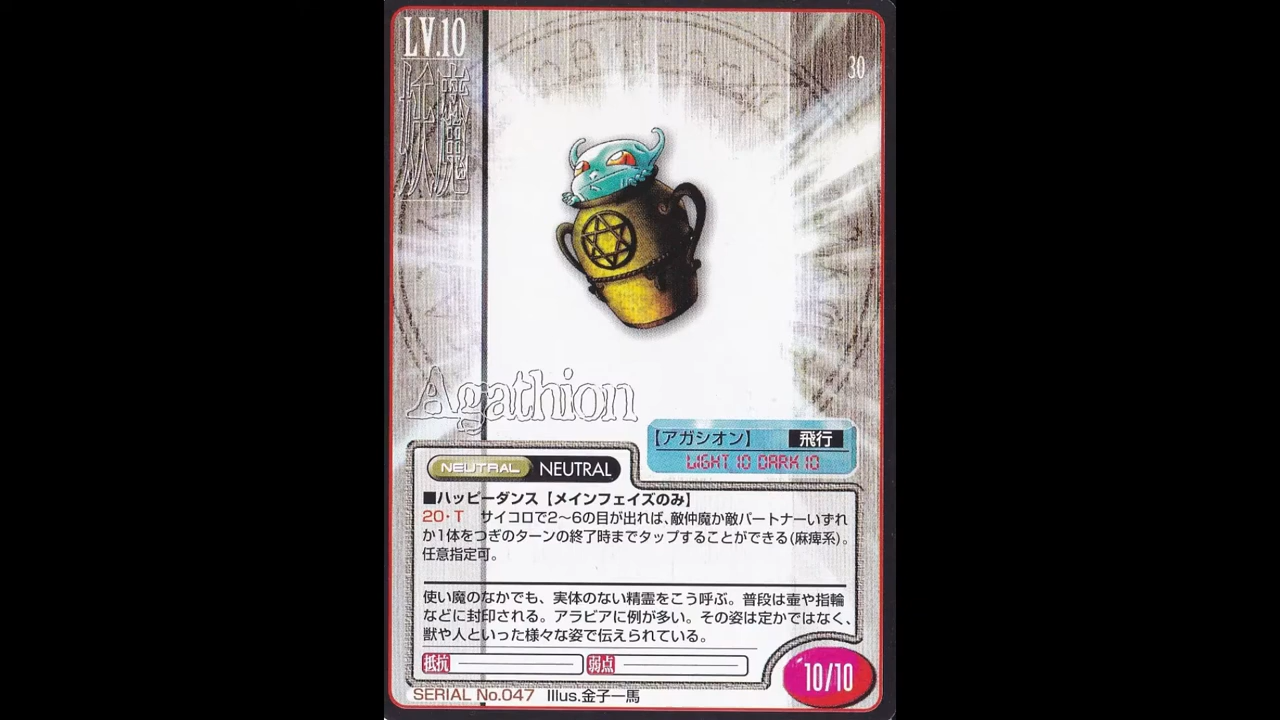 LV.10
30
妖魔
Agathion
【アガシオン】 飛行
LIGHT 10 DARK 10
NEUTRAL NEUTRAL
■ハッピーダンス【メインフェイズのみ】
20・T サイコロで2〜6の目が出れば、敵仲魔か敵パートナーいずれ
か1体をつぎのターンの終了時までタップすることができる(麻痺系)。
任意指定可。
使い魔のなかでも、実体のない精霊をこう呼ぶ。普段は壷や指輪
などに封印される。アラビアに例が多い。その姿は定かではなく、
獣や人といった様々な姿で伝えられている。
抵抗 弱点
10/10
SERIAL No.047 Illus.金子一馬